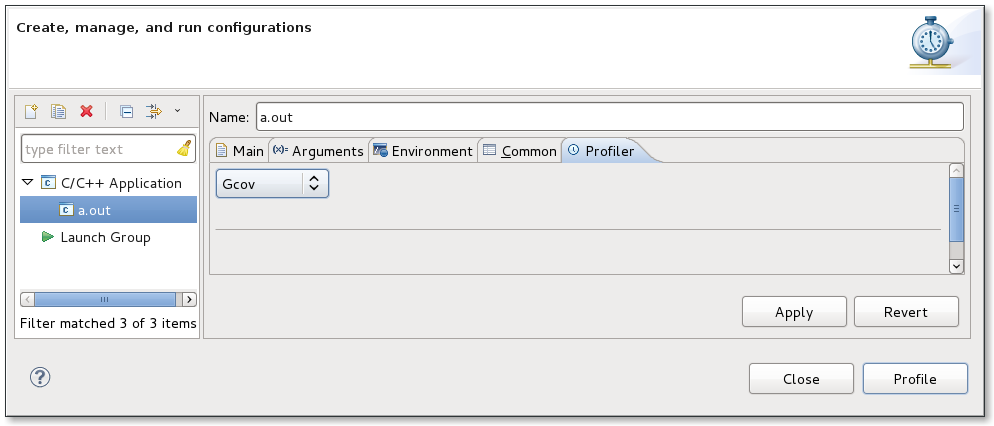 Create, manage, and run configurations
Name: a.out
type filter text
Main (x)= Arguments Environment Common Profiler
C/C++ Application
Gcov
a.out
Launch Group
Filter matched 3 of 3 items
Apply Revert
? Close Profile